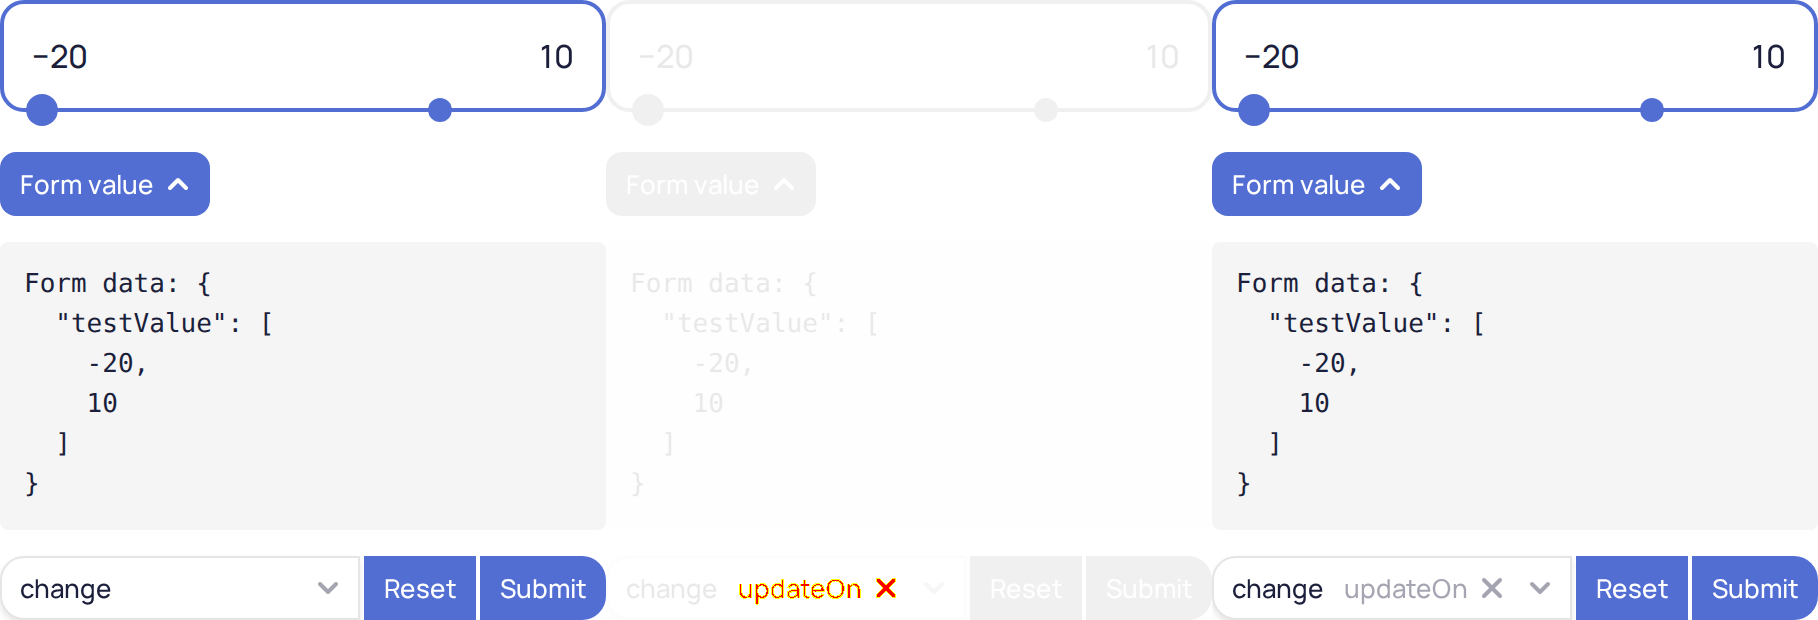 −20 10
Form value
Form data: {
"testValue": [
-20,
10
]
}
change Reset Submit
−20 10
Form value
Form data: {
"testValue": [
-20,
10
]
}
change updateOn Reset Submit
−20 10
Form value
Form data: {
"testValue": [
-20,
10
]
}
change updateOn Reset Submit